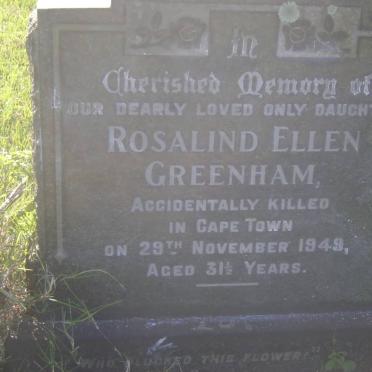 In
Cherished Memory of
OUR DEARLY LOVED ONLY DAUGHT
ROSALIND ELLEN
GREENHAM,
ACCIDENTALLY KILLED
IN CAPE TOWN
ON 29TH NOVEMBER 1949,
AGED 31½ YEARS.
"WHO PLUCKED THIS FLOWER?"